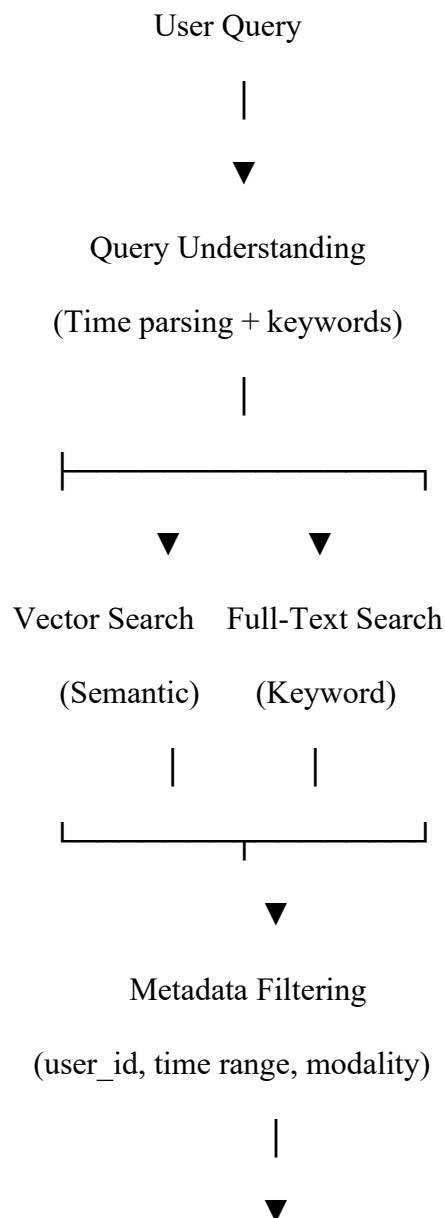 User Query
│
▼
Query Understanding
(Time parsing + keywords)
│
├───────────────┐
▼ ▼
Vector Search Full-Text Search
(Semantic) (Keyword)
│ │
└───────┬───────┘
▼
Metadata Filtering
(user_id, time range, modality)
│
▼